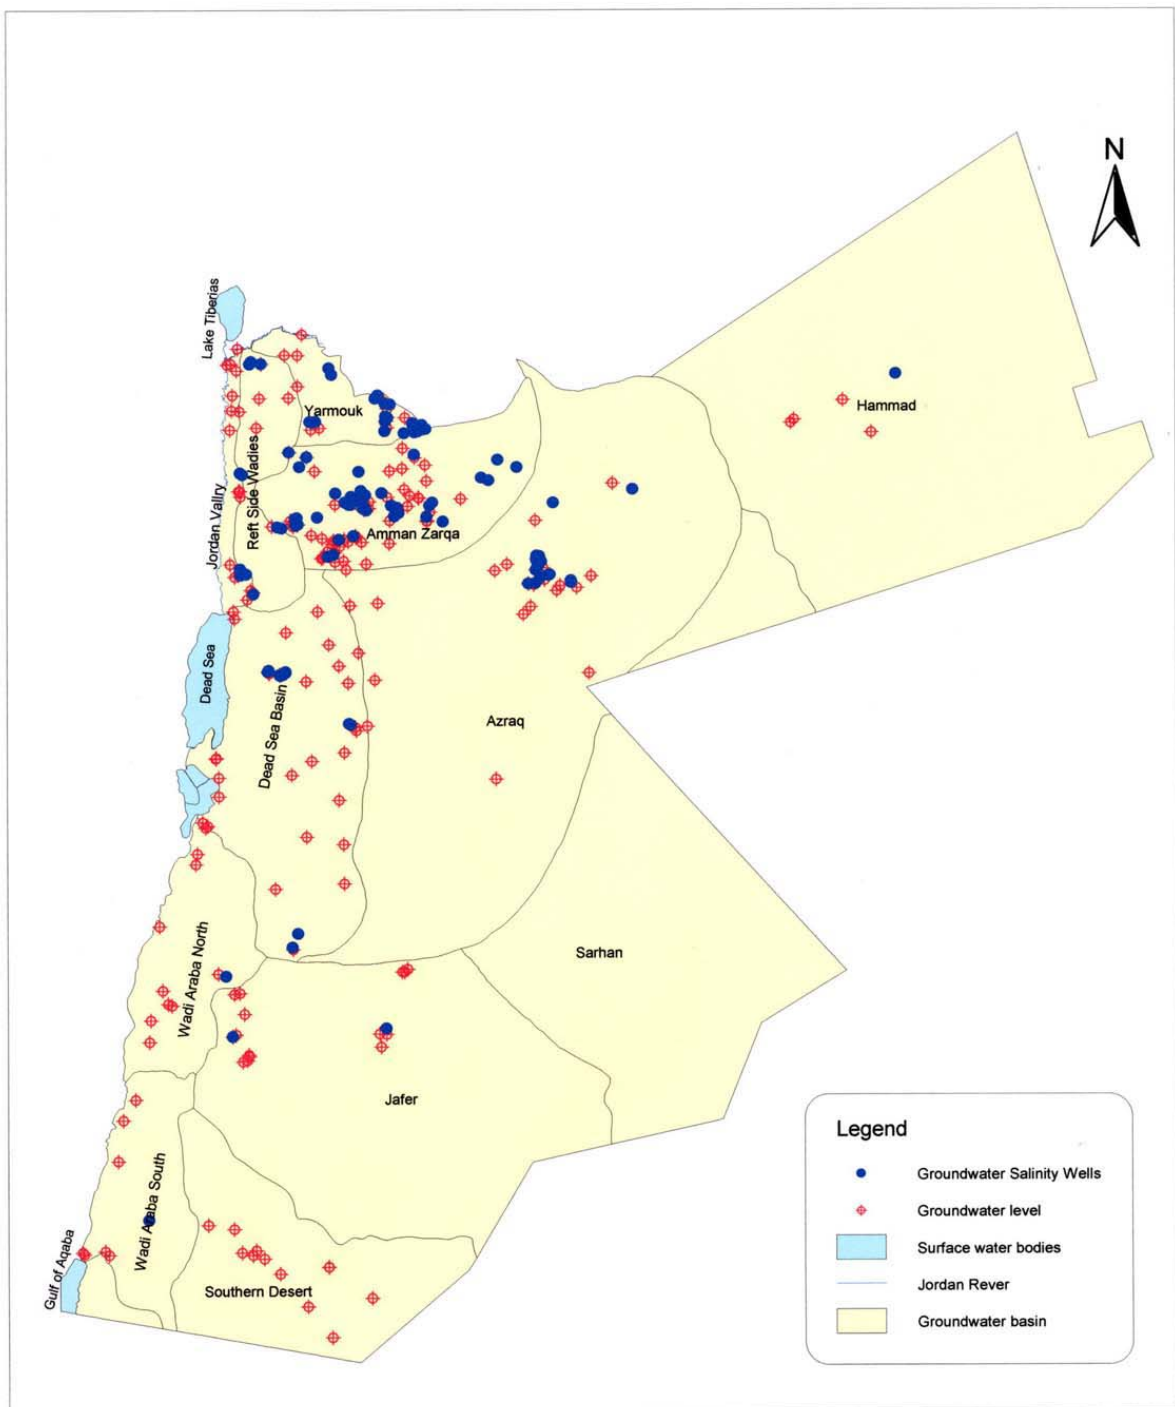 N
Lake Tiberias
Yarmouk
Hammad
Reft Side Wadies
Jordan Vallry
Amman Zarqa
Dead Sea
Dead Sea Basin
Azraq
Wadi Araba North
Sarhan
Jafer
Wadi Araba South
Gulf of Aqaba
Southern Desert
Legend
Groundwater Salinity Wells
Groundwater level
Surface water bodies
Jordan Rever
Groundwater basin